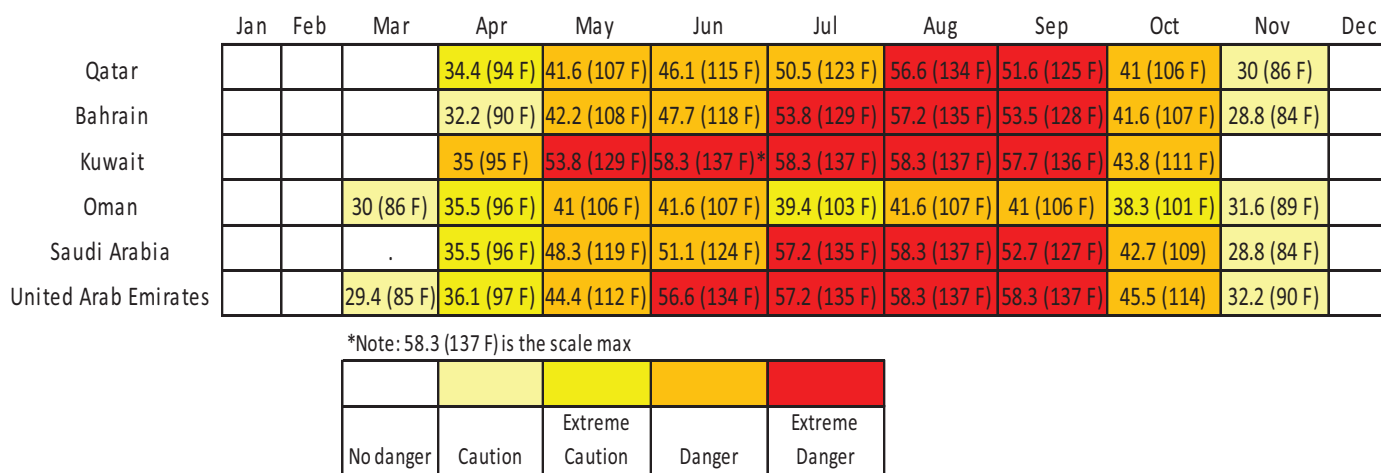 Jan Feb Mar Apr May Jun Jul Aug Sep Oct Nov Dec
Qatar 34.4 (94 F) 41.6 (107 F) 46.1 (115 F) 50.5 (123 F) 56.6 (134 F) 51.6 (125 F) 41 (106 F) 30 (86 F)
Bahrain 32.2 (90 F) 42.2 (108 F) 47.7 (118 F) 53.8 (129 F) 57.2 (135 F) 53.5 (128 F) 41.6 (107 F) 28.8 (84 F)
Kuwait 35 (95 F) 53.8 (129 F) 58.3 (137 F)* 58.3 (137 F) 58.3 (137 F) 57.7 (136 F) 43.8 (111 F)
Oman 30 (86 F) 35.5 (96 F) 41 (106 F) 41.6 (107 F) 39.4 (103 F) 41.6 (107 F) 41 (106 F) 38.3 (101 F) 31.6 (89 F)
Saudi Arabia . 35.5 (96 F) 48.3 (119 F) 51.1 (124 F) 57.2 (135 F) 58.3 (137 F) 52.7 (127 F) 42.7 (109) 28.8 (84 F)
United Arab Emirates 29.4 (85 F) 36.1 (97 F) 44.4 (112 F) 56.6 (134 F) 57.2 (135 F) 58.3 (137 F) 58.3 (137 F) 45.5 (114) 32.2 (90 F)
*Note: 58.3 (137 F) is the scale max
Extreme Extreme
No danger Caution Caution Danger Danger